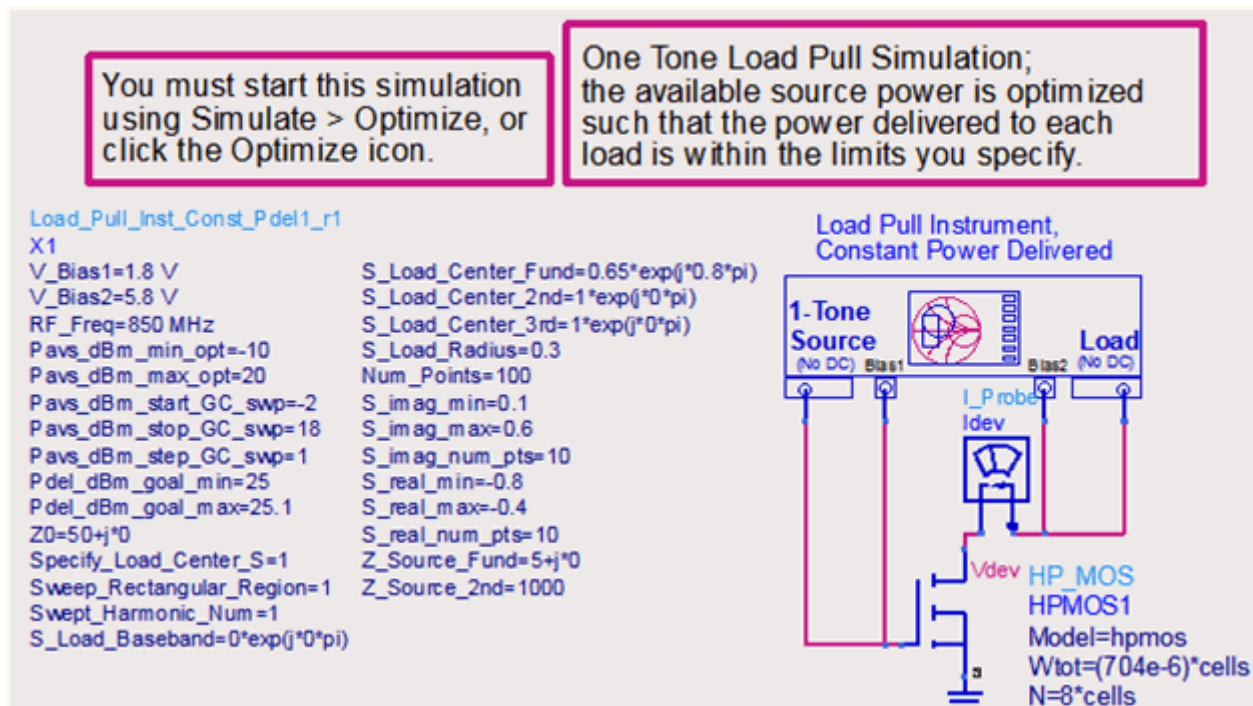 You must start this simulation
using Simulate > Optimize, or
click the Optimize icon.
One Tone Load Pull Simulation;
the available source power is optimized
such that the power delivered to each
load is within the limits you specify.
Load_Pull_Inst_Const_Pdel1_r1
X1
V_Bias1=1.8 V
V_Bias2=5.8 V
RF_Freq=850 MHz
Pavs_dBm_min_opt=-10
Pavs_dBm_max_opt=20
Pavs_dBm_start_GC_swp=-2
Pavs_dBm_stop_GC_swp=18
Pavs_dBm_step_GC_swp=1
Pdel_dBm_goal_min=25
Pdel_dBm_goal_max=25.1
Z0=50+j*0
Specify_Load_Center_S=1
Sweep_Rectangular_Region=1
Swept_Harmonic_Num=1
S_Load_Baseband=0*exp(j*0*pi)
S_Load_Center_Fund=0.65*exp(j*0.8*pi)
S_Load_Center_2nd=1*exp(j*0*pi)
S_Load_Center_3rd=1*exp(j*0*pi)
S_Load_Radius=0.3
Num_Points=100
S_imag_min=0.1
S_imag_max=0.6
S_imag_num_pts=10
S_real_min=-0.8
S_real_max=-0.4
S_real_num_pts=10
Z_Source_Fund=5+j*0
Z_Source_2nd=1000
Load Pull Instrument,
Constant Power Delivered
1-Tone
Source
(No DC)
Bias1
Bias2
Load
(No DC)
I_Probe
Idev
Vdev
HP_MOS
HPMOS1
Model=hpmos
Wtot=(704e-6)*cells
N=8*cells